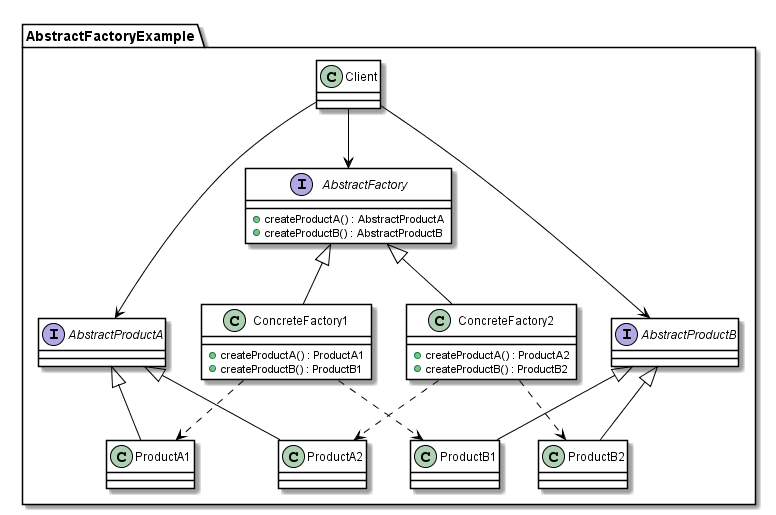 AbstractFactoryExample
C Client
I AbstractFactory
createProductA() : AbstractProductA
createProductB() : AbstractProductB
I AbstractProductA
C ConcreteFactory1
createProductA() : ProductA1
createProductB() : ProductB1
C ConcreteFactory2
createProductA() : ProductA2
createProductB() : ProductB2
I AbstractProductB
C ProductA1
C ProductA2
C ProductB1
C ProductB2